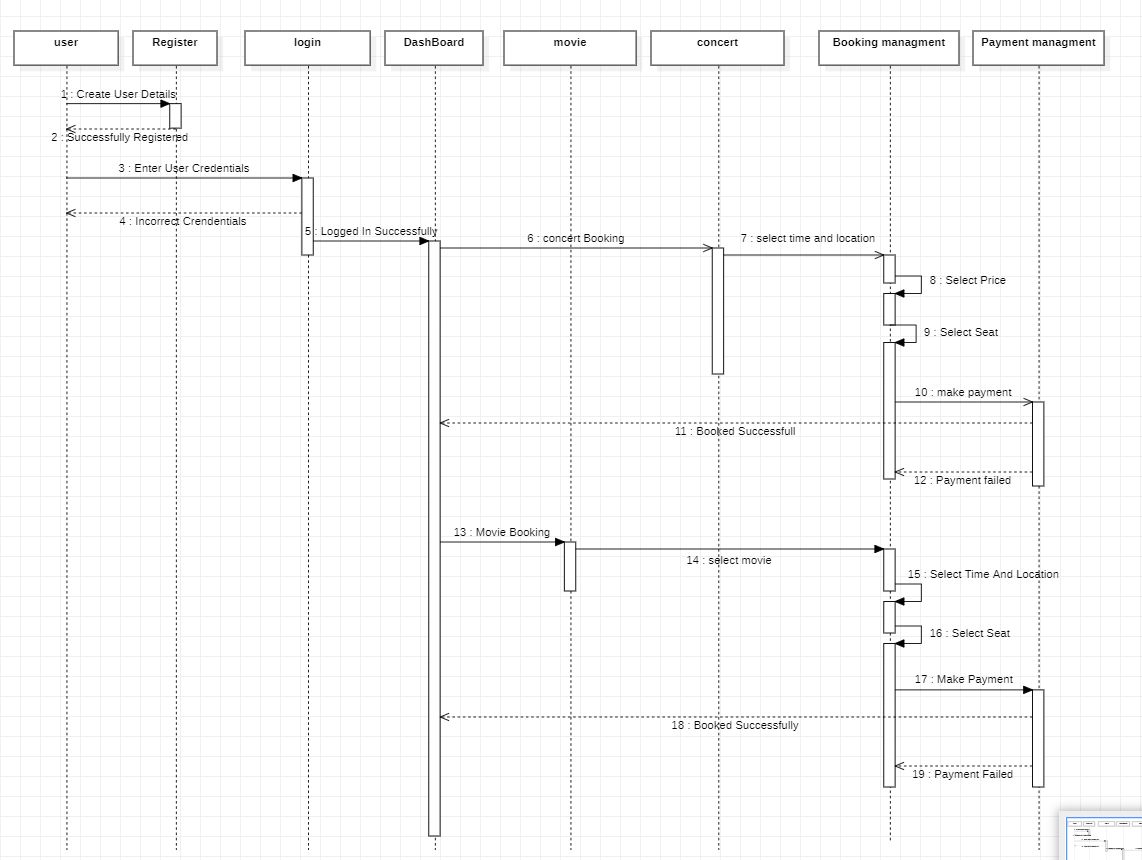 user
Register
login
DashBoard
movie
concert
Booking managment
Payment managment
1 : Create User Details
2 : Successfully Registered
3 : Enter User Credentials
4 : Incorrect Crendentials
5 : Logged In Successfully
6 : concert Booking
7 : select time and location
8 : Select Price
9 : Select Seat
10 : make payment
11 : Booked Successfull
12 : Payment failed
13 : Movie Booking
14 : select movie
15 : Select Time And Location
16 : Select Seat
17 : Make Payment
18 : Booked Successfully
19 : Payment Failed